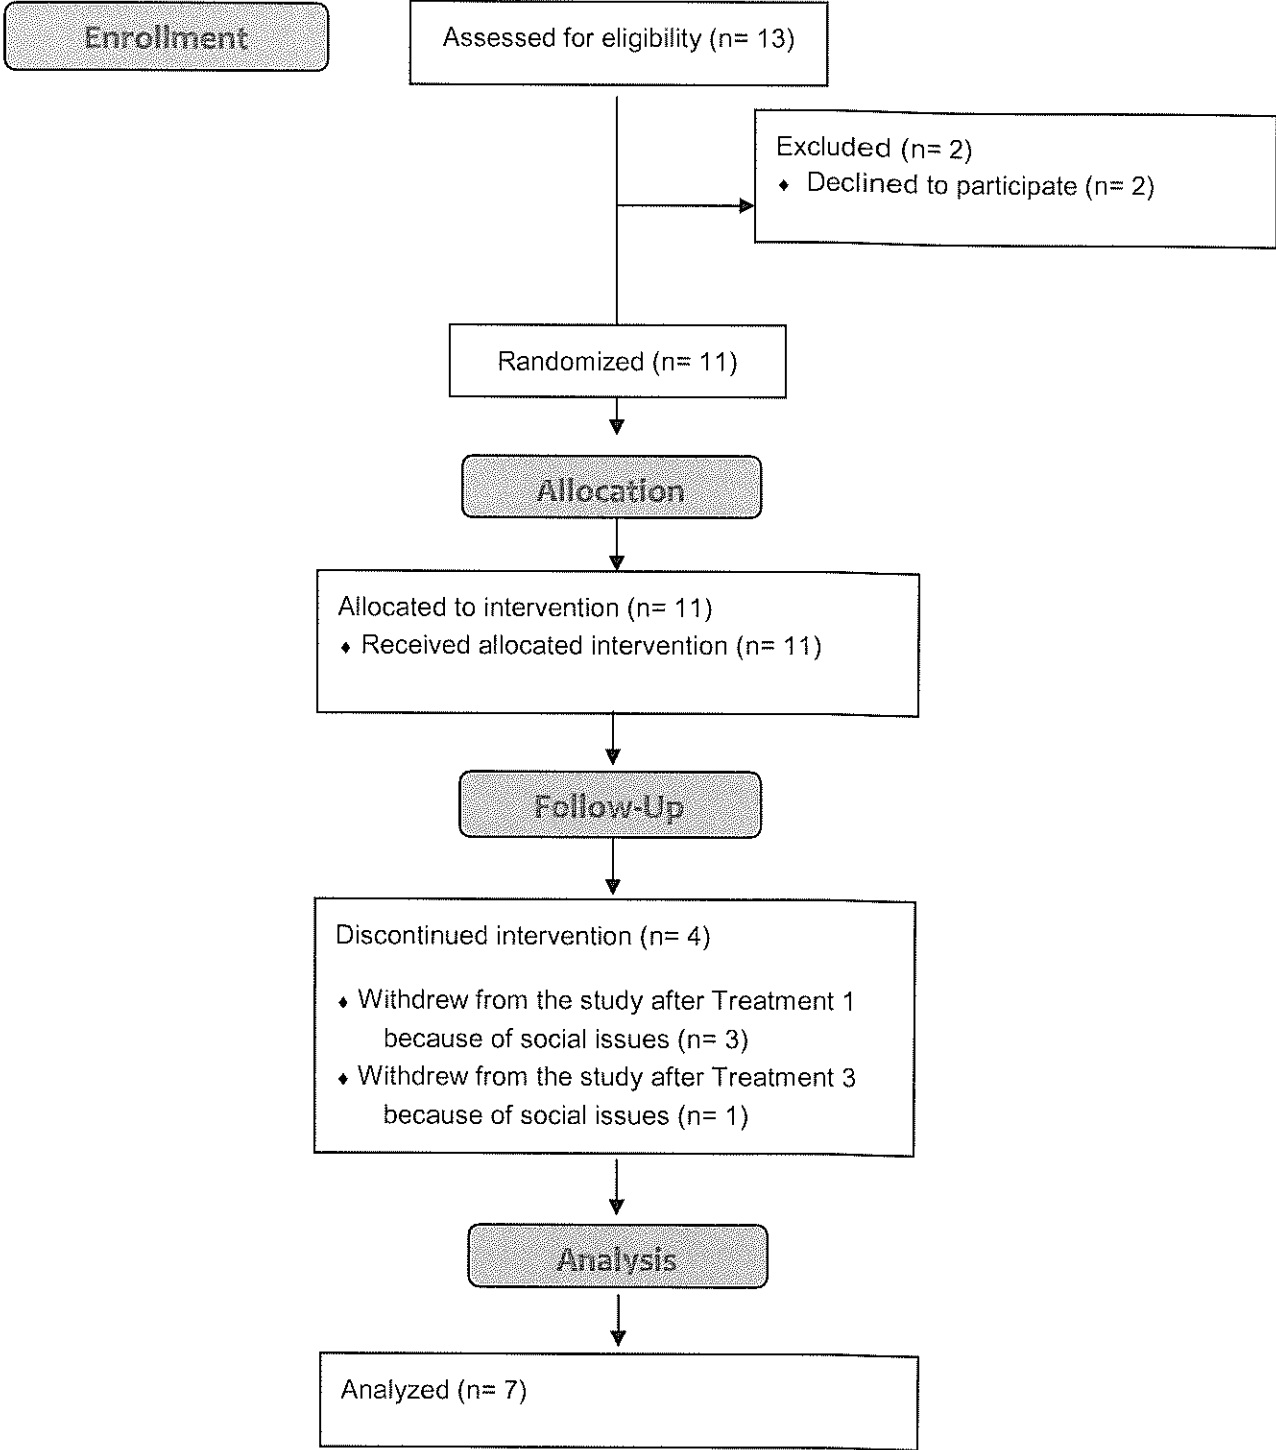 Enrollment
Assessed for eligibility (n= 13)
Excluded (n= 2)
♦ Declined to participate (n= 2)
Randomized (n= 11)
Allocation
Allocated to intervention (n= 11)
♦ Received allocated intervention (n= 11)
Follow-Up
Discontinued intervention (n= 4)
♦ Withdrew from the study after Treatment 1
because of social issues (n= 3)
♦ Withdrew from the study after Treatment 3
because of social issues (n= 1)
Analysis
Analyzed (n= 7)